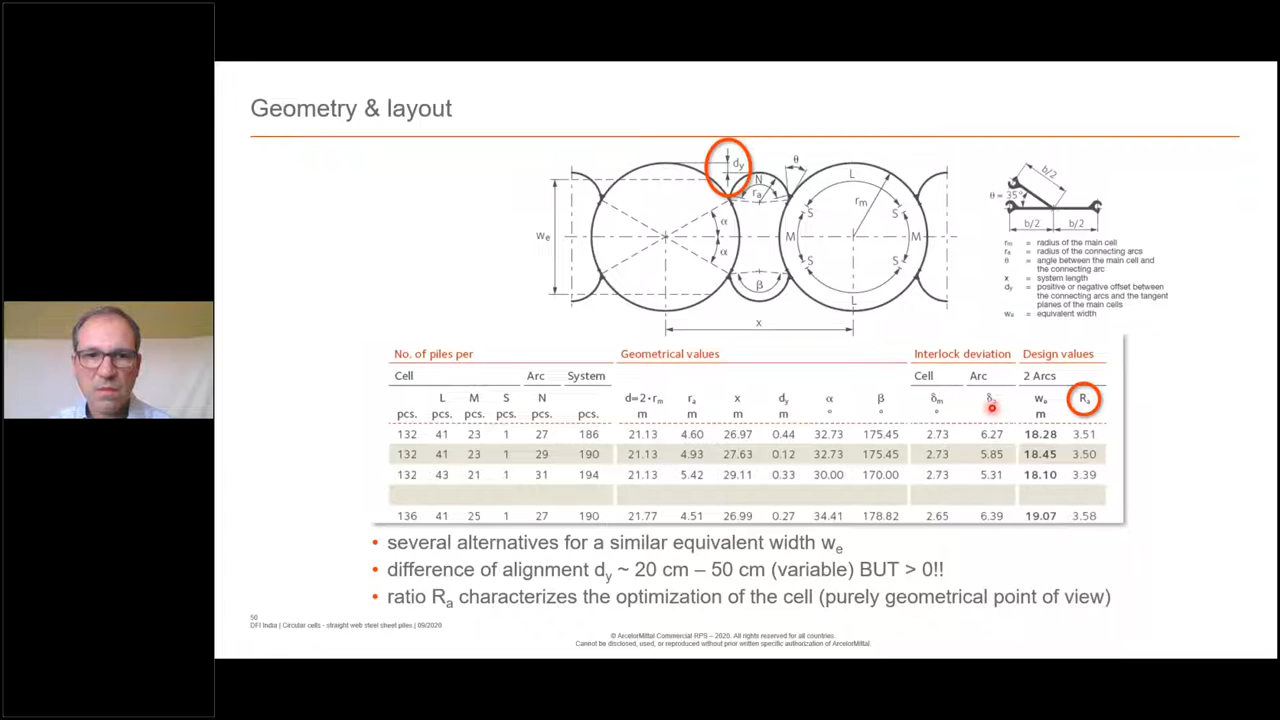 Geometry & layout
dy
θ
N
ra
L
rm
S
S
α
we
M
M
α
S
S
β
L
x
b/2
θ = 35°
b/2
b/2
rm = radius of the main cell
ra = radius of the connecting arcs
θ = angle between the main cell and
the connecting arc
x = system length
dy = positive or negative offset between
the connecting arcs and the tangent
planes of the main cells
we = equivalent width
No. of piles per Geometrical values Interlock deviation Design values
Cell Arc System Cell Arc 2 Arcs
L M S N d=2·rm ra x dy α β δm δa we Ra
pcs. pcs. pcs. pcs. pcs. pcs. m m m m ° ° ° m
132 41 23 1 27 186 21.13 4.60 26.97 0.44 32.73 175.45 2.73 6.27 18.28 3.51
132 41 23 1 29 190 21.13 4.93 27.63 0.12 32.73 175.45 2.73 5.85 18.45 3.50
132 43 21 1 31 194 21.13 5.42 29.11 0.33 30.00 170.00 2.73 5.31 18.10 3.39
136 41 25 1 27 190 21.77 4.51 26.99 0.27 34.41 178.82 2.65 6.39 19.07 3.58
• several alternatives for a similar equivalent width we
• difference of alignment dy ~ 20 cm – 50 cm (variable) BUT > 0!!
• ratio Ra characterizes the optimization of the cell (purely geometrical point of view)
50
DFI India | Circular cells - straight web steel sheet piles | 09/2020
© ArcelorMittal Commercial RPS – 2020. All rights reserved for all countries.
Cannot be disclosed, used, or reproduced without prior written specific authorization of ArcelorMittal.